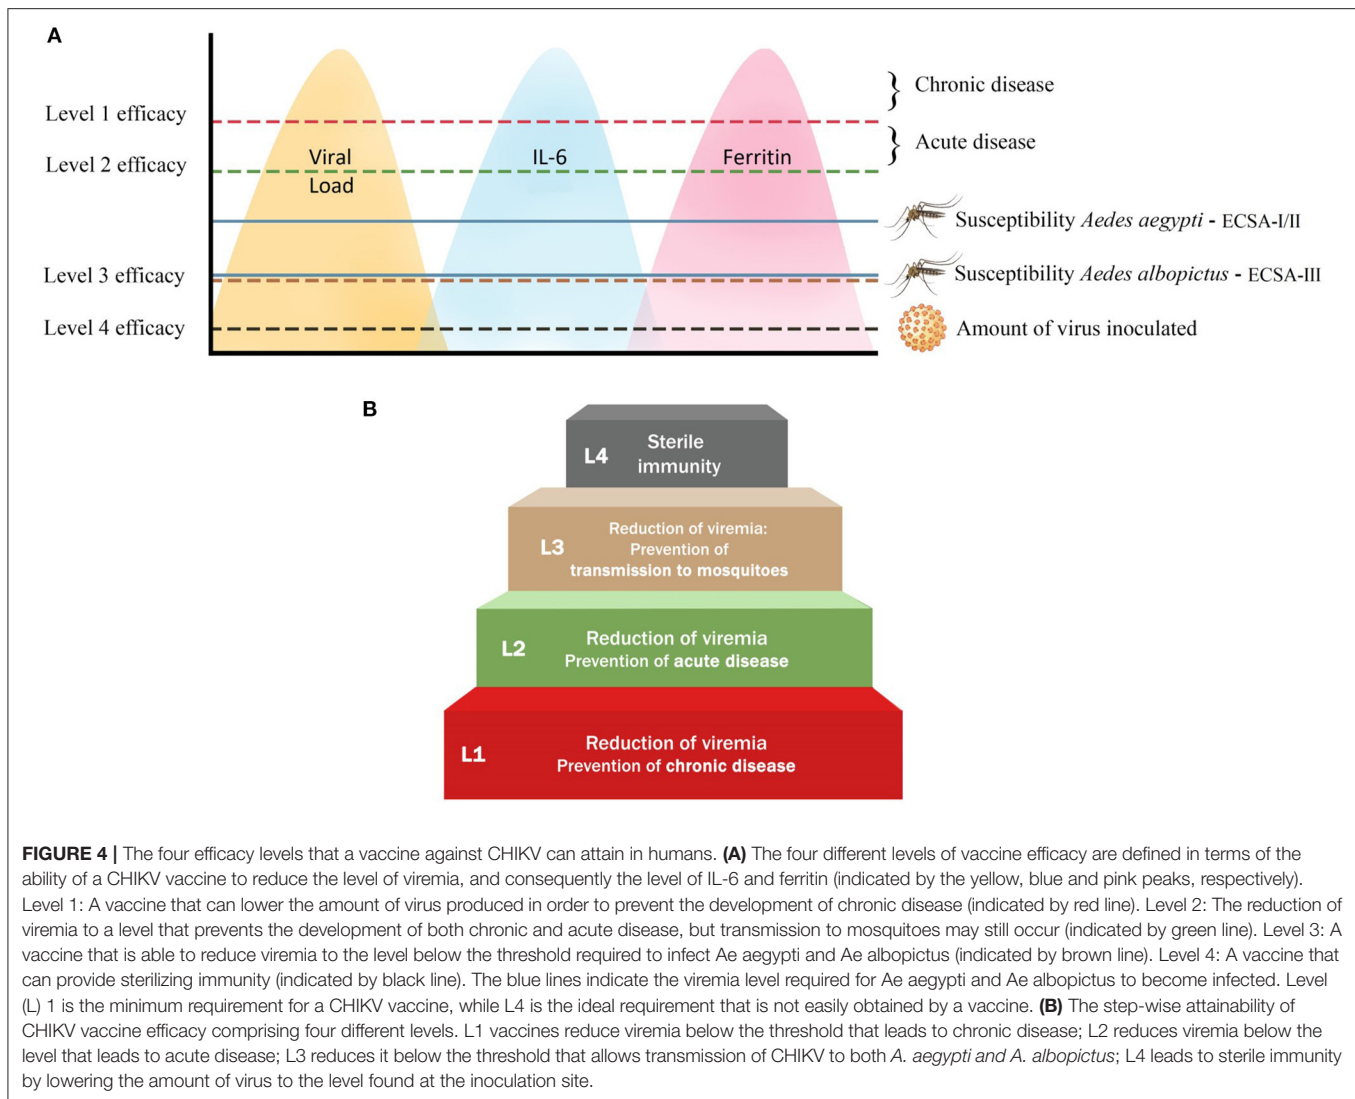 A
Level 1 efficacy
Level 2 efficacy
Level 3 efficacy
Level 4 efficacy
Viral
Load
IL-6
Ferritin
} Chronic disease
} Acute disease
Susceptibility Aedes aegypti - ECSA-I/II
Susceptibility Aedes albopictus - ECSA-III
Amount of virus inoculated
B
L4 Sterile
immunity
L3 Reduction of viremia:
Prevention of
transmission to mosquitoes
L2 Reduction of viremia
Prevention of acute disease
L1 Reduction of viremia
Prevention of chronic disease
FIGURE 4 | The four efficacy levels that a vaccine against CHIKV can attain in humans. (A) The four different levels of vaccine efficacy are defined in terms of the
ability of a CHIKV vaccine to reduce the level of viremia, and consequently the level of IL-6 and ferritin (indicated by the yellow, blue and pink peaks, respectively).
Level 1: A vaccine that can lower the amount of virus produced in order to prevent the development of chronic disease (indicated by red line). Level 2: The reduction of
viremia to a level that prevents the development of both chronic and acute disease, but transmission to mosquitoes may still occur (indicated by green line). Level 3: A
vaccine that is able to reduce viremia to the level below the threshold required to infect Ae aegypti and Ae albopictus (indicated by brown line). Level 4: A vaccine that
can provide sterilizing immunity (indicated by black line). The blue lines indicate the viremia level required for Ae aegypti and Ae albopictus to become infected. Level
(L) 1 is the minimum requirement for a CHIKV vaccine, while L4 is the ideal requirement that is not easily obtained by a vaccine. (B) The step-wise attainability of
CHIKV vaccine efficacy comprising four different levels. L1 vaccines reduce viremia below the threshold that leads to chronic disease; L2 reduces viremia below the
level that leads to acute disease; L3 reduces it below the threshold that allows transmission of CHIKV to both A. aegypti and A. albopictus; L4 leads to sterile immunity
by lowering the amount of virus to the level found at the inoculation site.